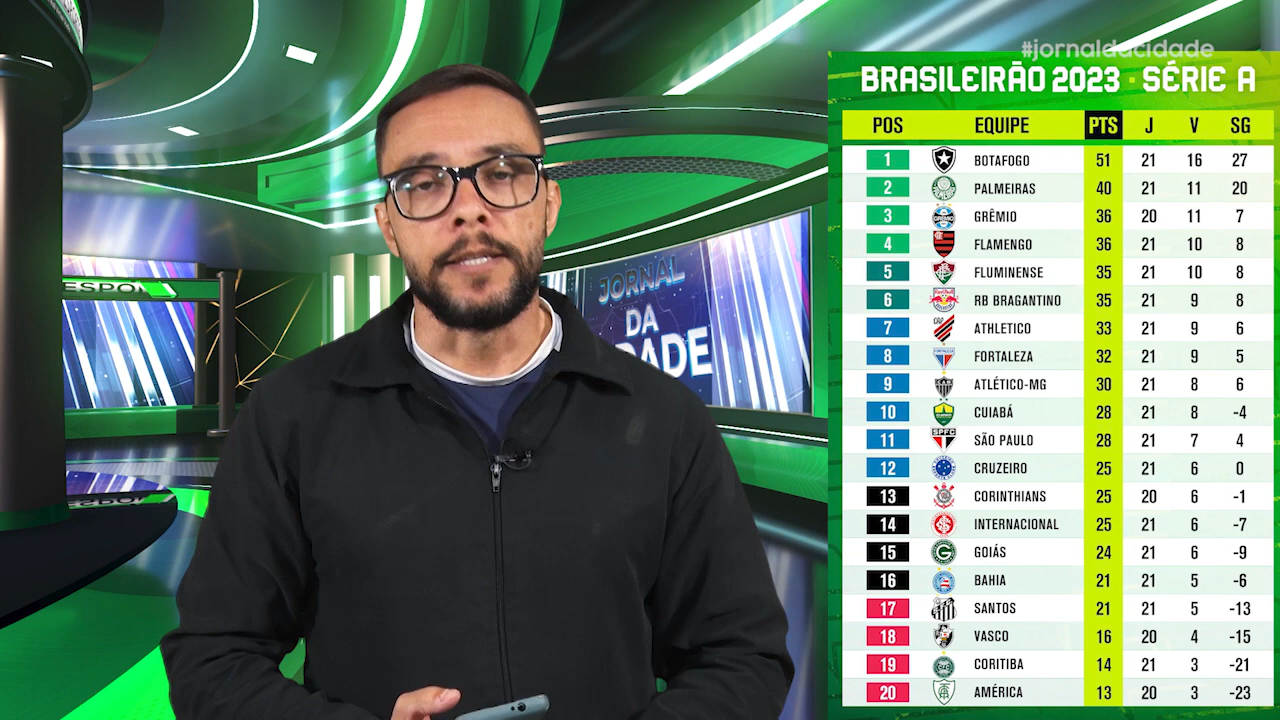 #jornaldacidade
BRASILEIRÃO 2023 · SÉRIE A
POS EQUIPE PTS J V SG
1 BOTAFOGO 51 21 16 27
2 PALMEIRAS 40 21 11 20
3 GRÊMIO 36 20 11 7
4 FLAMENGO 36 21 10 8
5 FLUMINENSE 35 21 10 8
6 RB BRAGANTINO 35 21 9 8
7 ATHLETICO 33 21 9 6
8 FORTALEZA 32 21 9 5
9 ATLÉTICO-MG 30 21 8 6
10 CUIABÁ 28 21 8 -4
11 SÃO PAULO 28 21 7 4
12 CRUZEIRO 25 21 6 0
13 CORINTHIANS 25 20 6 -1
14 INTERNACIONAL 25 21 6 -7
15 GOIÁS 24 21 6 -9
16 BAHIA 21 21 5 -6
17 SANTOS 21 21 5 -13
18 VASCO 16 20 4 -15
19 CORITIBA 14 21 3 -21
20 AMÉRICA 13 20 3 -23
JORNAL
DA